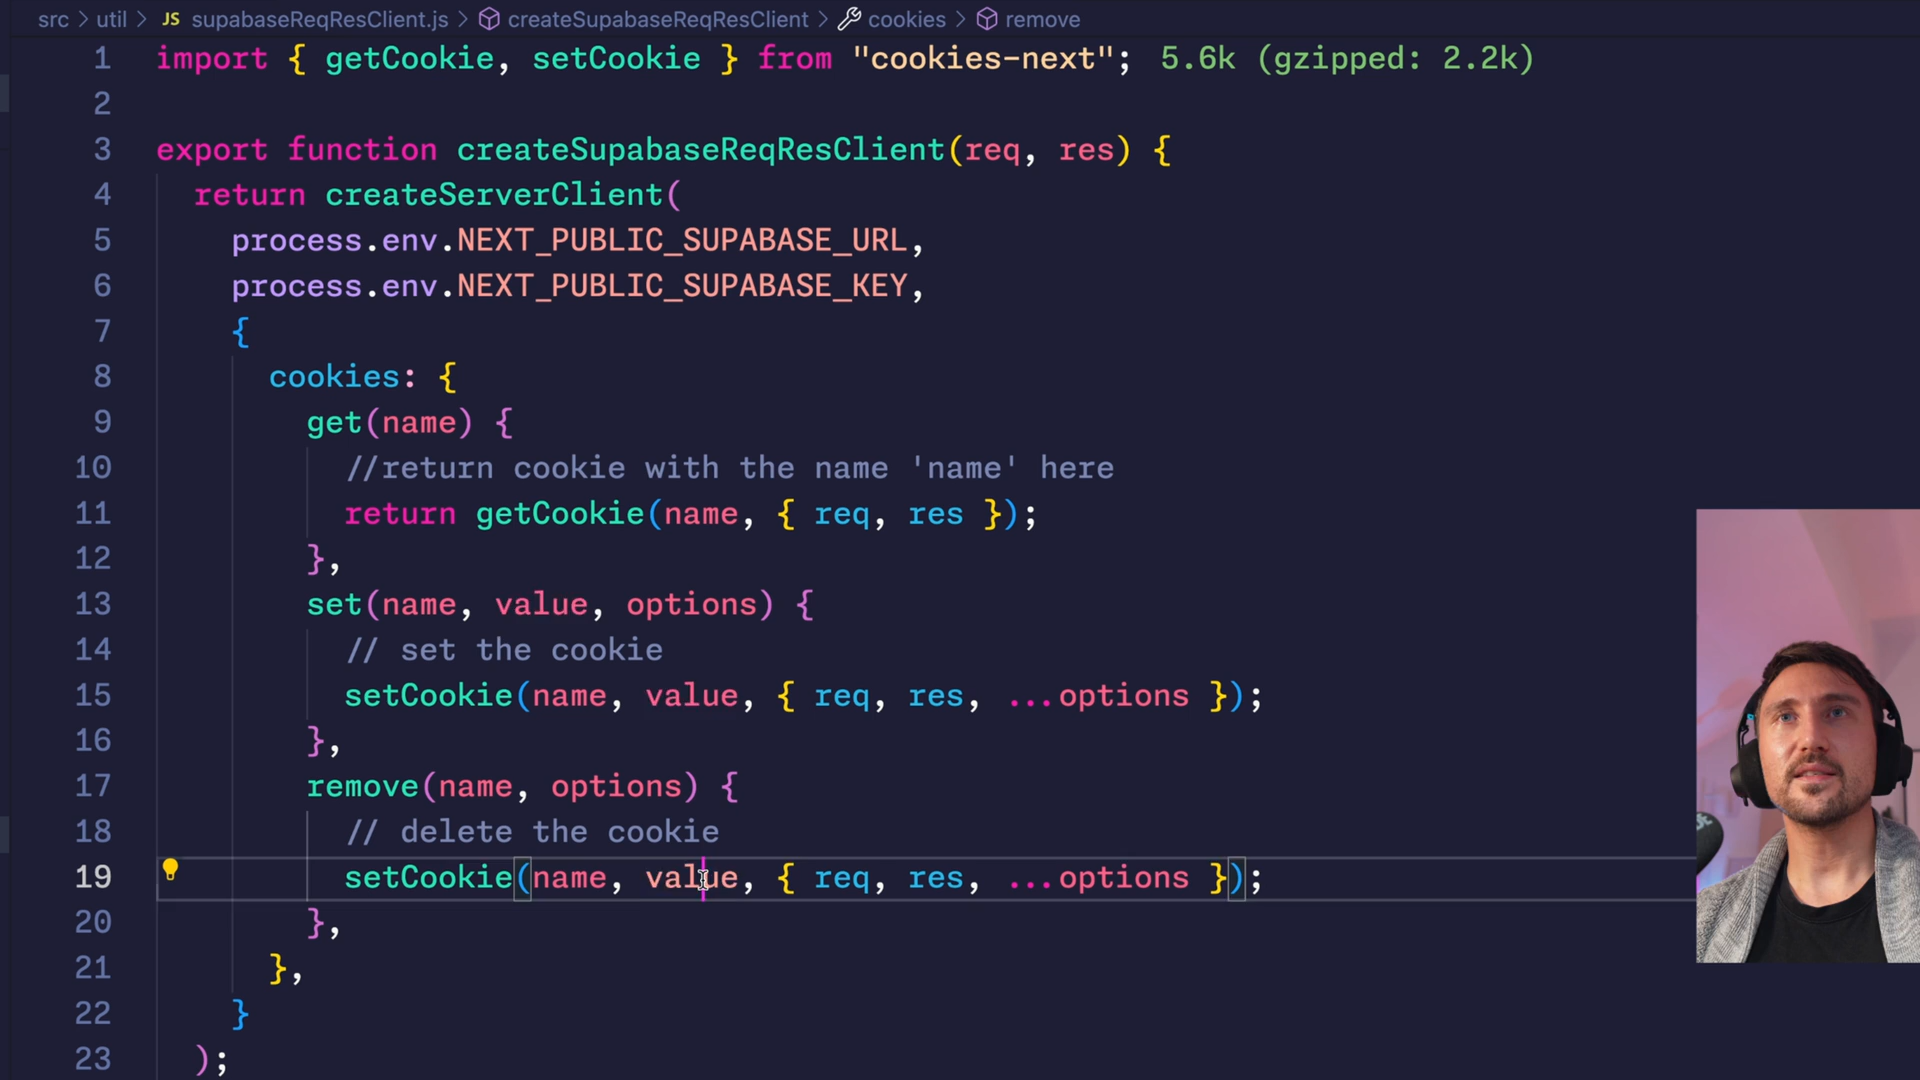 src > util > JS supabaseReqResClient.js > createSupabaseReqResClient > cookies > remove
1 import { getCookie, setCookie } from "cookies-next"; 5.6k (gzipped: 2.2k)
2
3 export function createSupabaseReqResClient(req, res) {
4 return createServerClient(
5 process.env.NEXT_PUBLIC_SUPABASE_URL,
6 process.env.NEXT_PUBLIC_SUPABASE_KEY,
7 {
8 cookies: {
9 get(name) {
10 //return cookie with the name 'name' here
11 return getCookie(name, { req, res });
12 },
13 set(name, value, options) {
14 // set the cookie
15 setCookie(name, value, { req, res, ...options });
16 },
17 remove(name, options) {
18 // delete the cookie
19 setCookie(name, value, { req, res, ...options });
20 },
21 },
22 }
23 );